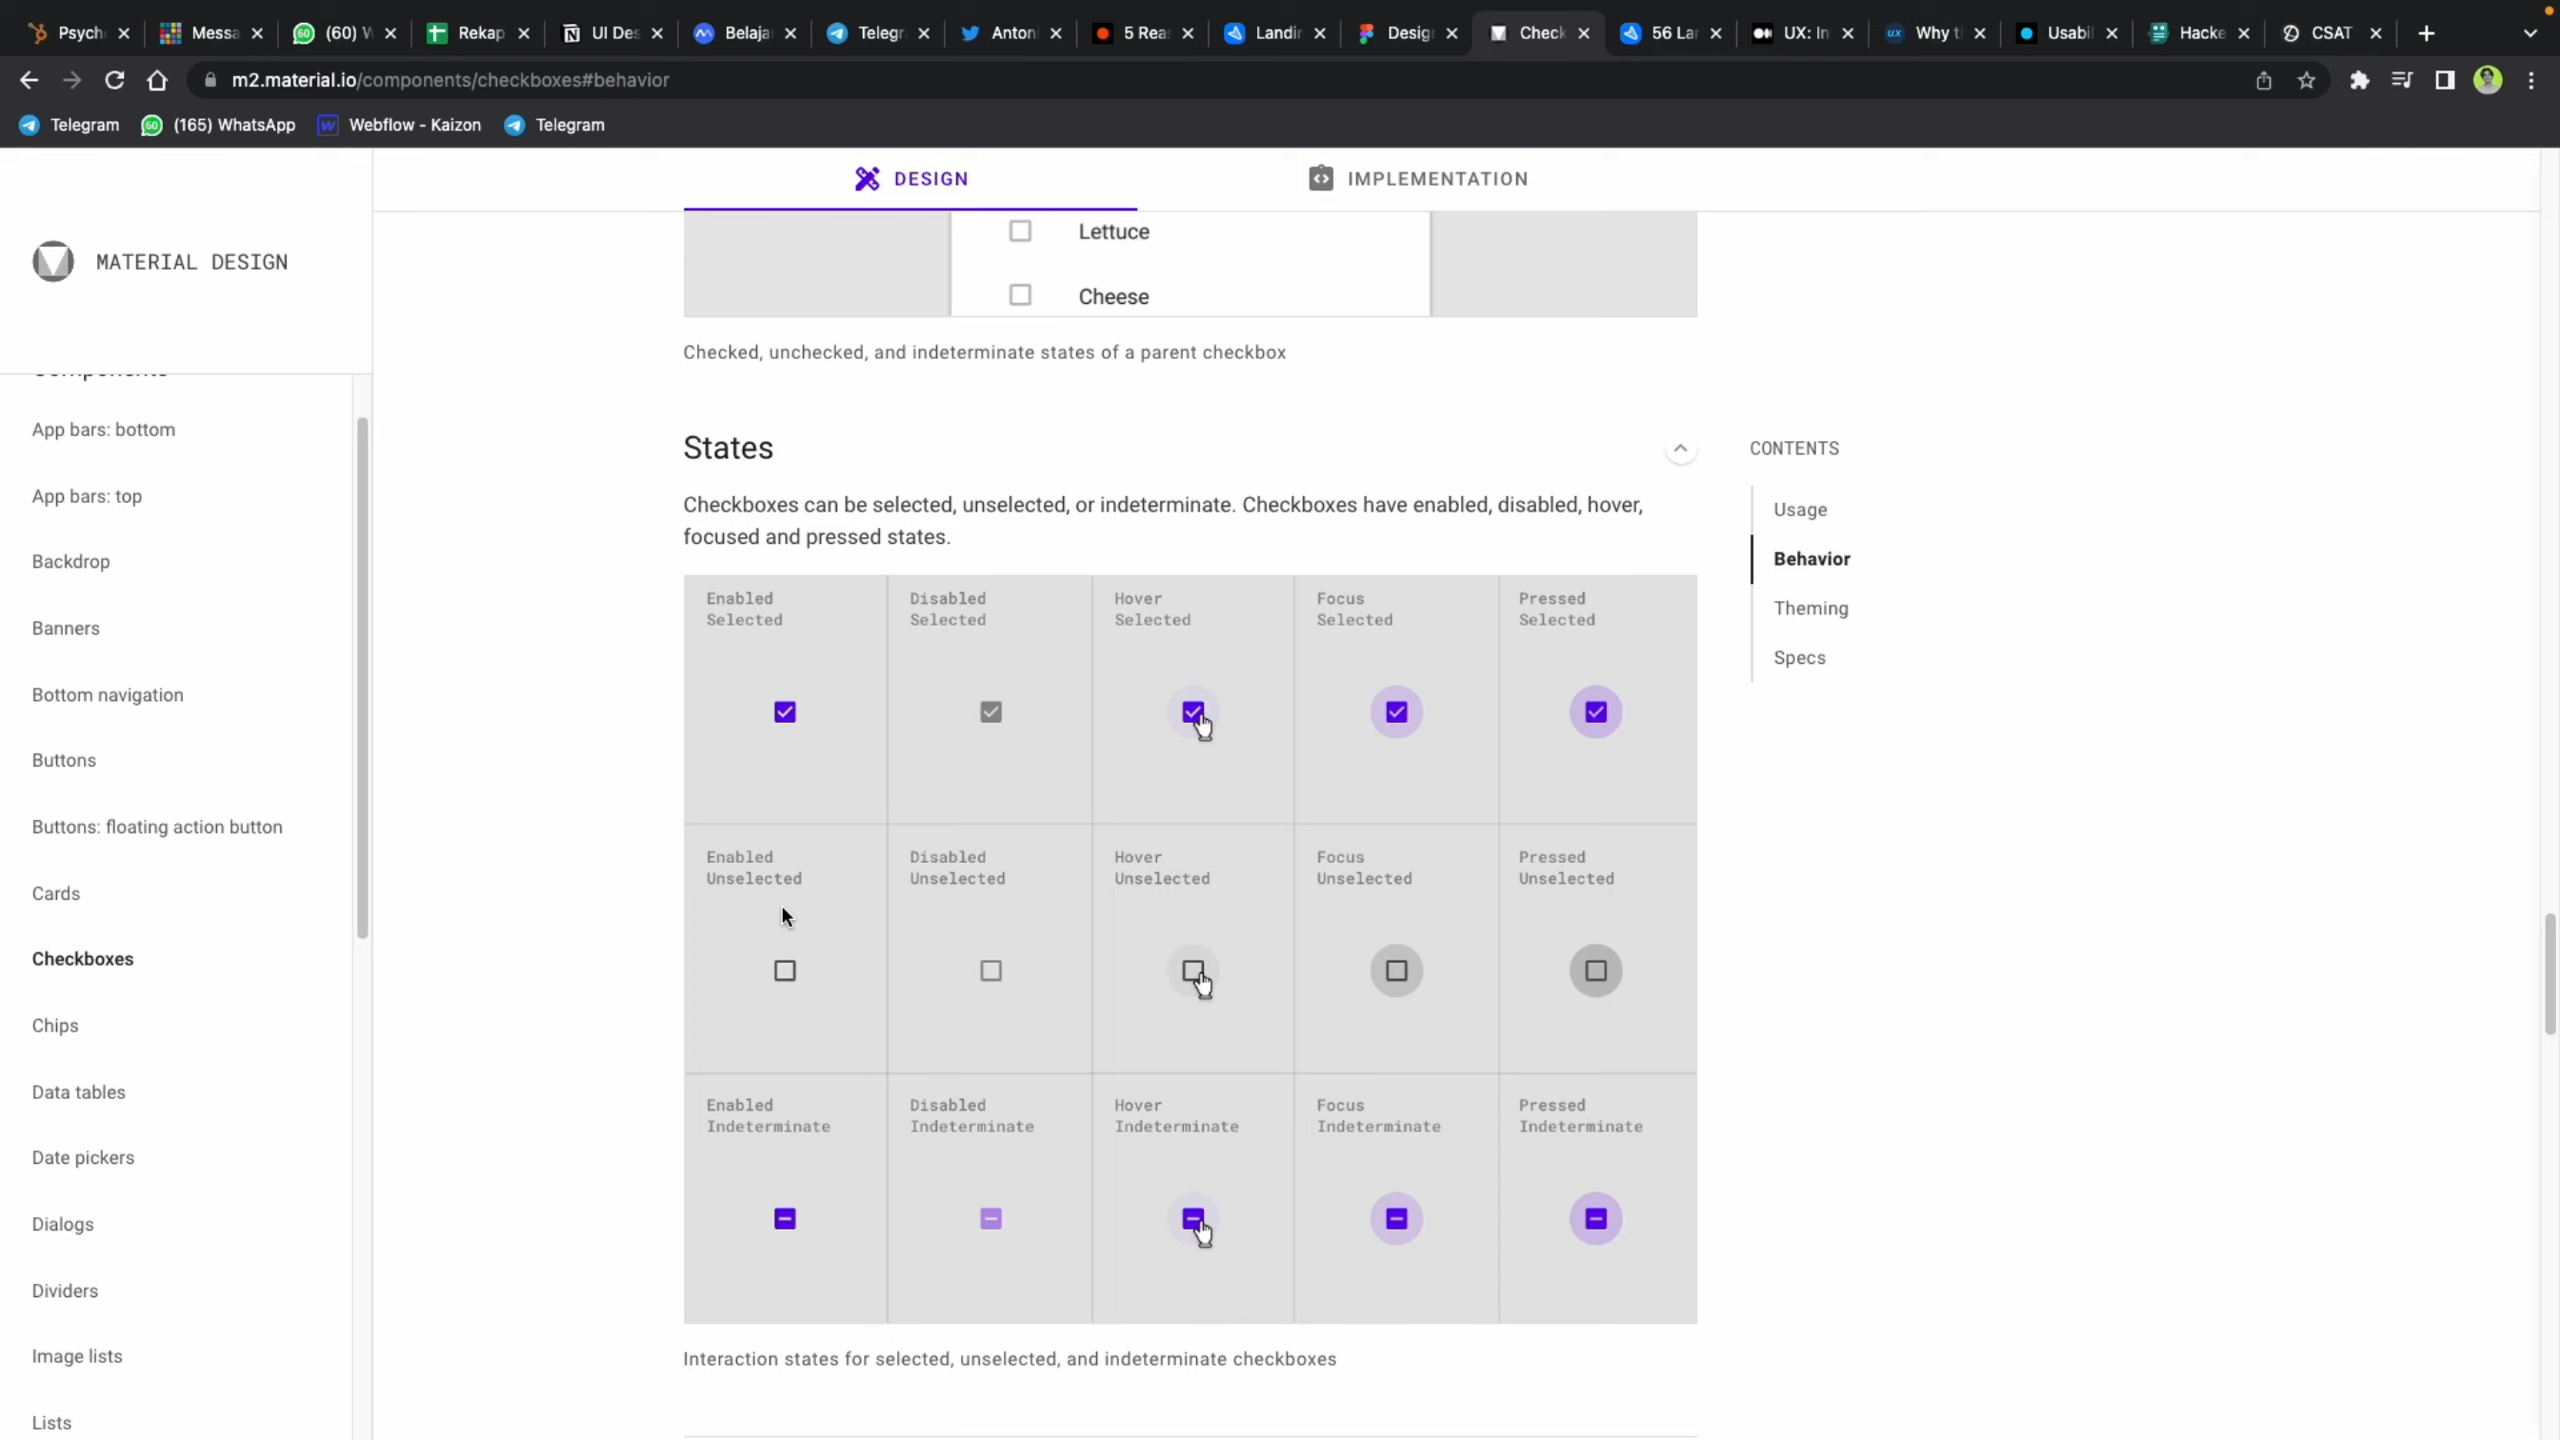 Psych
Messa
(60) W
Rekap
UI Des
Belaja
Telegr
Antoni
5 Rea
Landir
Design
Check
56 Lar
UX: In
Why t
Usabil
Hacke
CSAT
m2.material.io/components/checkboxes#behavior
Telegram
(165) WhatsApp
Webflow - Kaizon
Telegram
DESIGN
IMPLEMENTATION
MATERIAL DESIGN
Components
App bars: bottom
App bars: top
Backdrop
Banners
Bottom navigation
Buttons
Buttons: floating action button
Cards
Checkboxes
Chips
Data tables
Date pickers
Dialogs
Dividers
Image lists
Lists
Lettuce
Cheese
Checked, unchecked, and indeterminate states of a parent checkbox
States
Checkboxes can be selected, unselected, or indeterminate. Checkboxes have enabled, disabled, hover,
focused and pressed states.
Enabled
Selected
Disabled
Selected
Hover
Selected
Focus
Selected
Pressed
Selected
Enabled
Unselected
Disabled
Unselected
Hover
Unselected
Focus
Unselected
Pressed
Unselected
Enabled
Indeterminate
Disabled
Indeterminate
Hover
Indeterminate
Focus
Indeterminate
Pressed
Indeterminate
Interaction states for selected, unselected, and indeterminate checkboxes
CONTENTS
Usage
Behavior
Theming
Specs